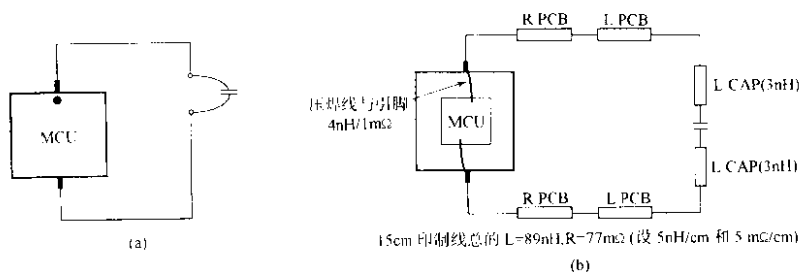 R PCB
L PCB
MCU
(a)
压焊线与引脚
4nH/1mΩ
MCU
L CAP(3nH)
L CAP(3nH)
R PCB
L PCB
15cm 印制线总的 L=89nH,R=77mΩ (设 5nH/cm 和 5 mΩ/cm)
(b)